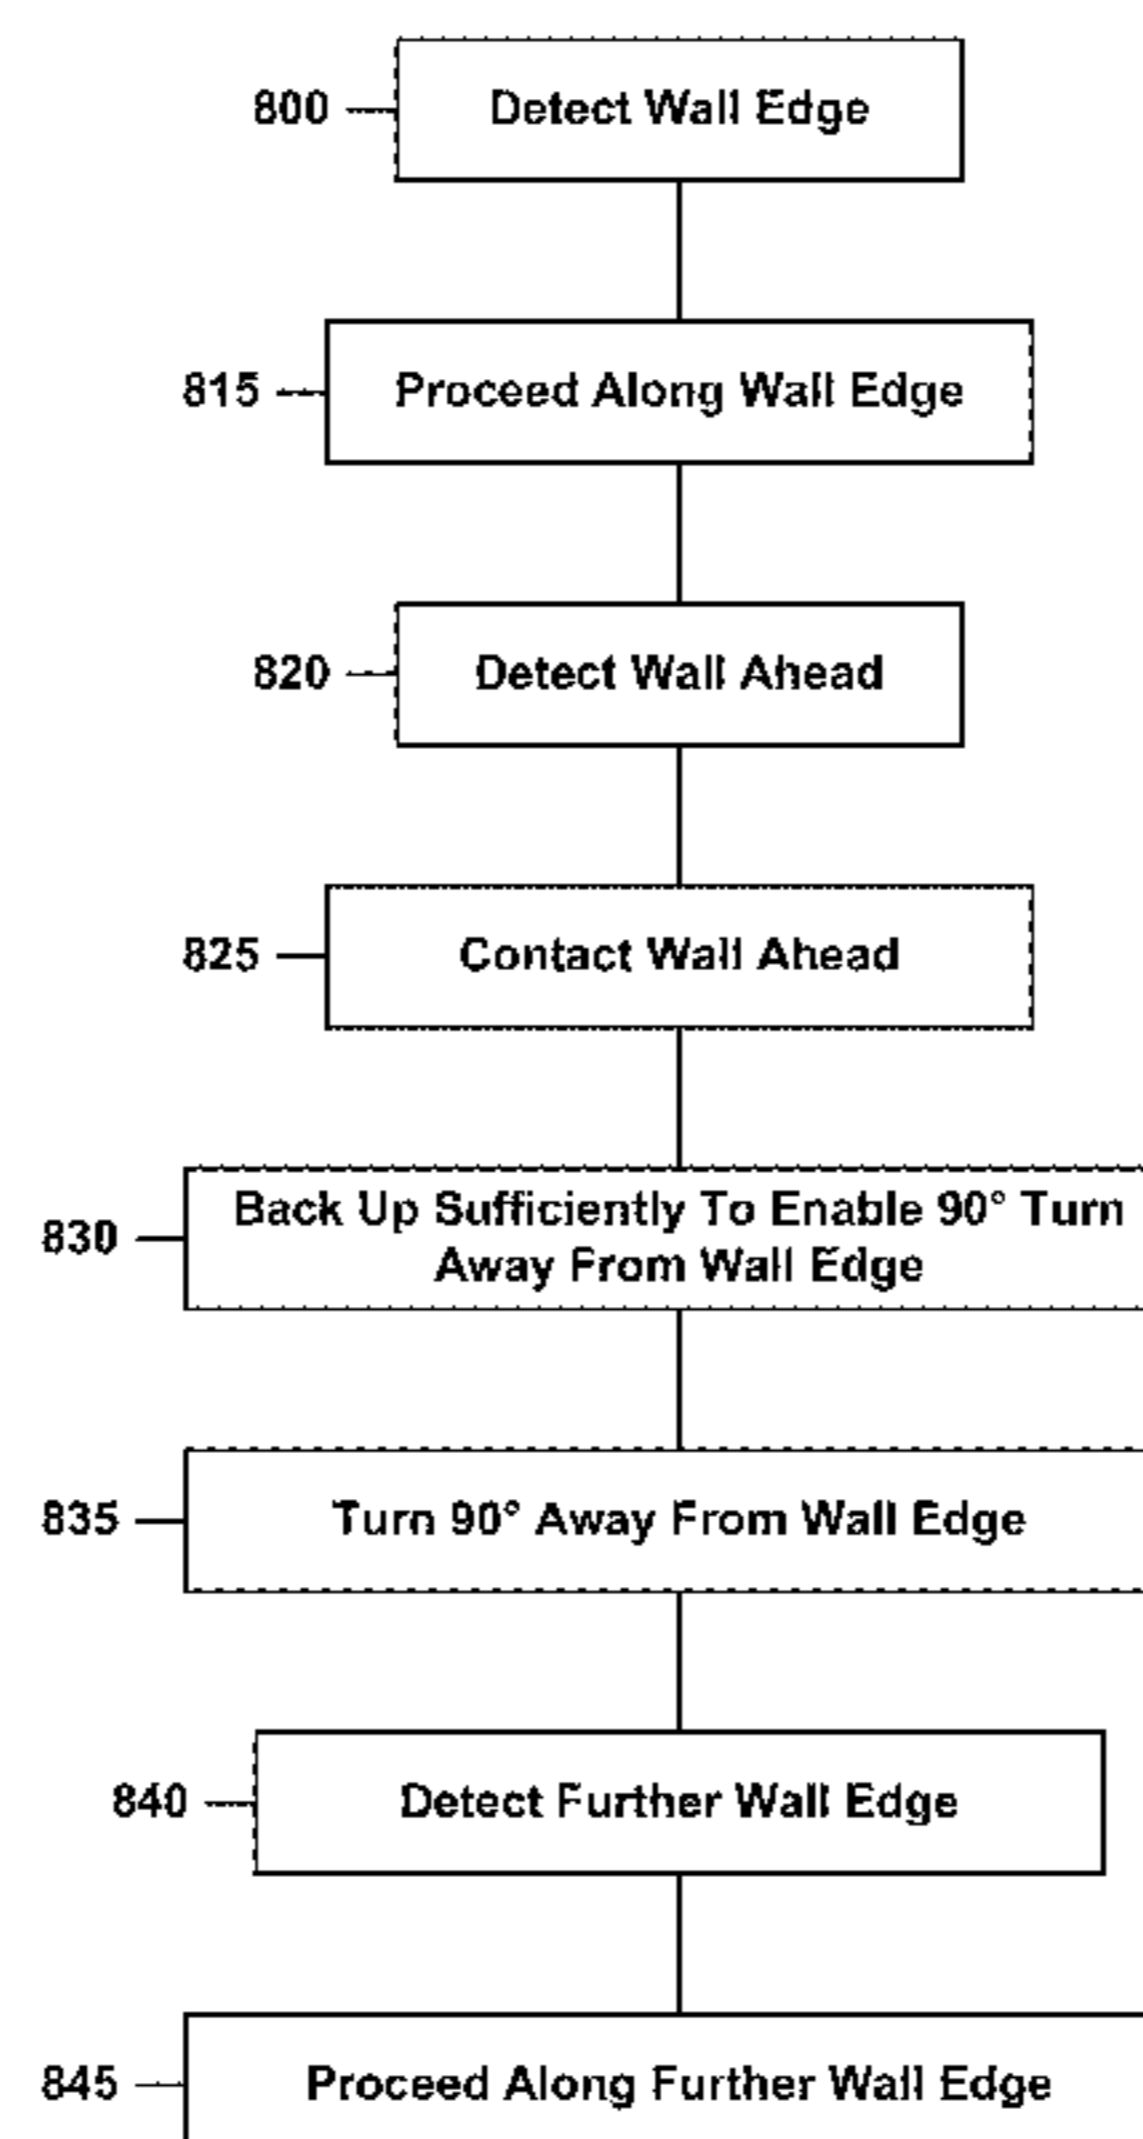 800 Detect Wall Edge
815 Proceed Along Wall Edge
820 Detect Wall Ahead
825 Contact Wall Ahead
830 Back Up Sufficiently To Enable 90° Turn
Away From Wall Edge
835 Turn 90° Away From Wall Edge
840 Detect Further Wall Edge
845 Proceed Along Further Wall Edge